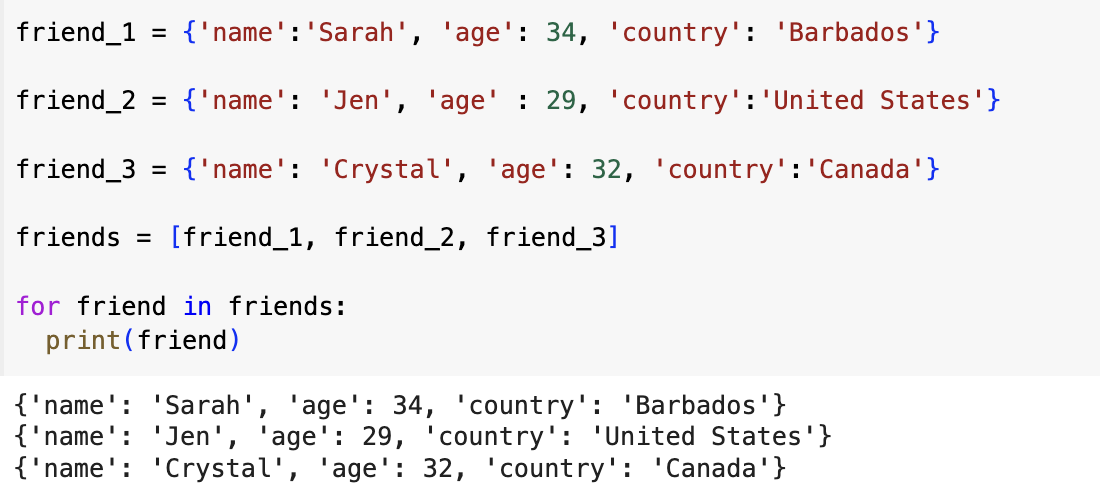 friend_1 = {'name':'Sarah', 'age': 34, 'country': 'Barbados'}
friend_2 = {'name': 'Jen', 'age' : 29, 'country':'United States'}
friend_3 = {'name': 'Crystal', 'age': 32, 'country':'Canada'}
friends = [friend_1, friend_2, friend_3]
for friend in friends:
  print(friend)
{'name': 'Sarah', 'age': 34, 'country': 'Barbados'}
{'name': 'Jen', 'age': 29, 'country': 'United States'}
{'name': 'Crystal', 'age': 32, 'country': 'Canada'}